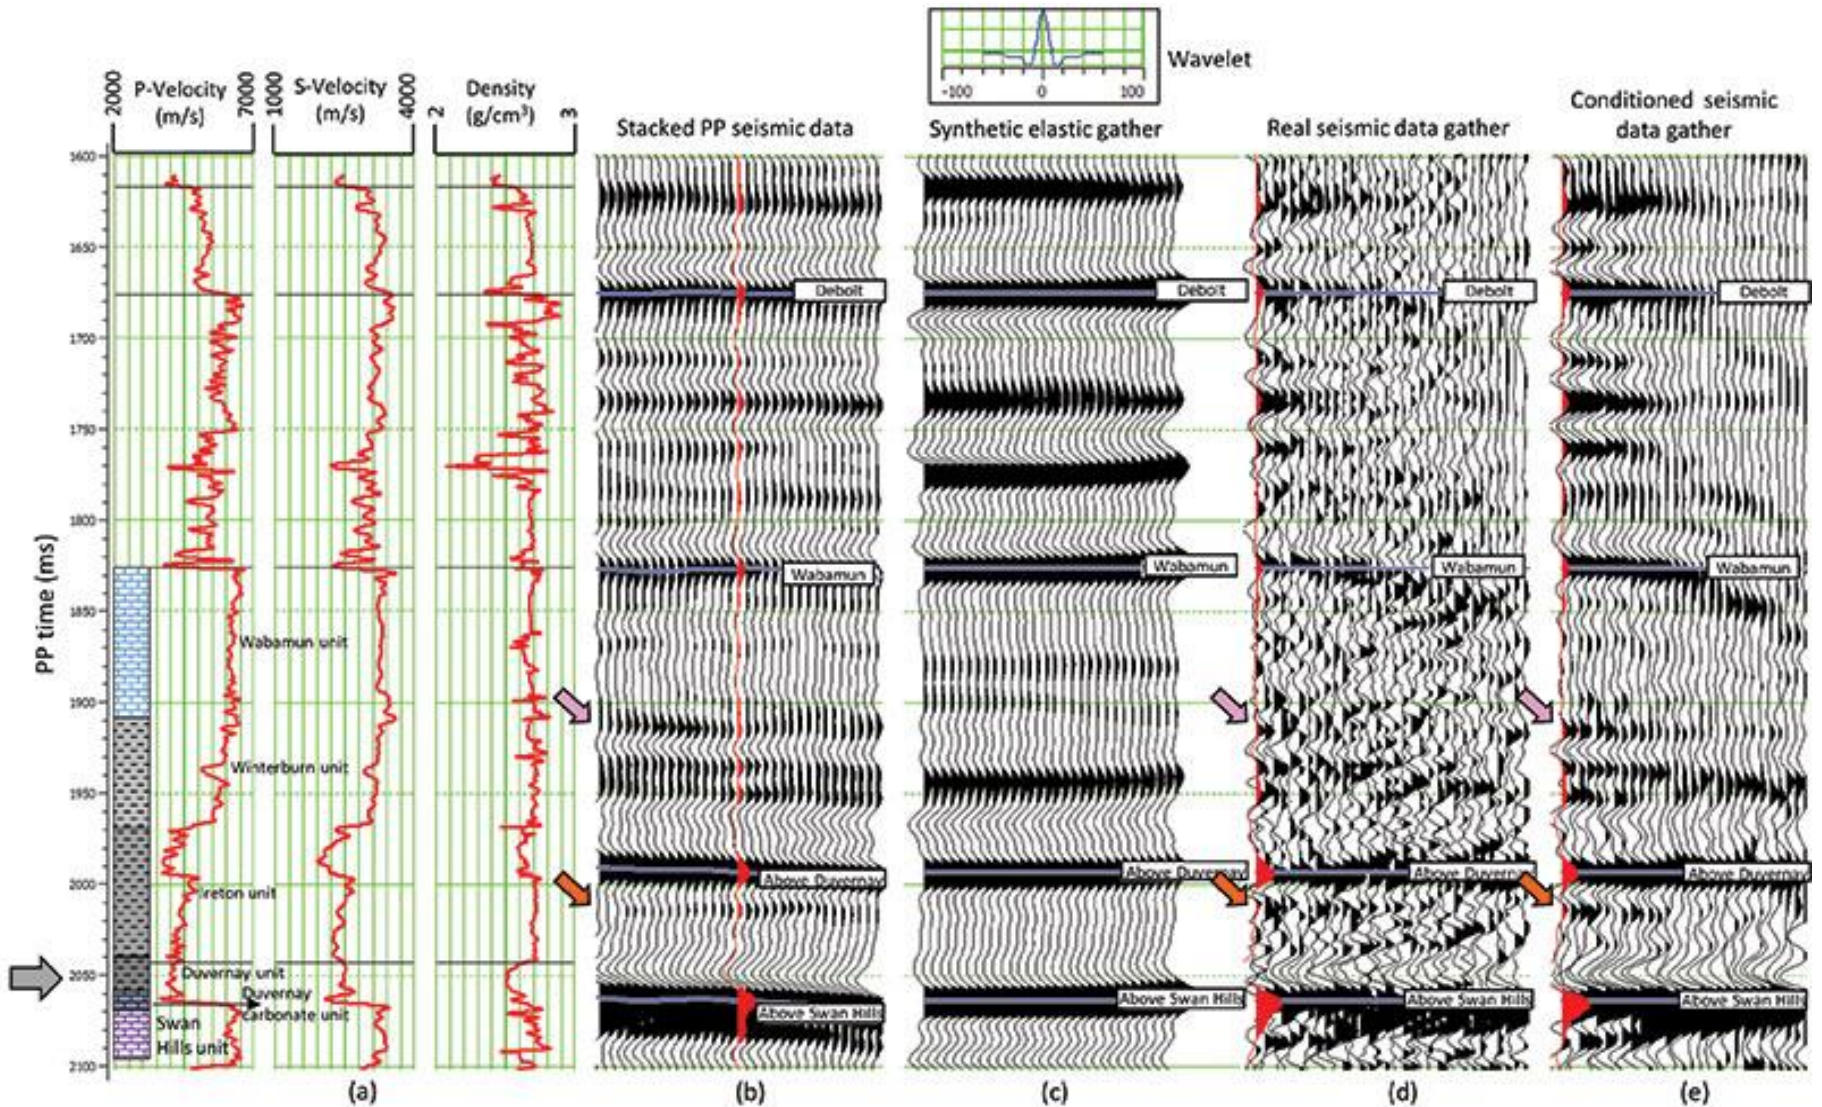 Wavelet
-100 0 100
P-Velocity
(m/s)
2000 7000
S-Velocity
(m/s)
1000 4000
Density
(g/cm³)
2 3
Stacked PP seismic data
Synthetic elastic gather
Real seismic data gather
Conditioned seismic
data gather
PP time (ms)
1600
1650
1700
1750
1800
1850
1900
1950
2000
2050
2100
Debolt
Debolt
Debolt
Debolt
Wabamun
Wabamun
Wabamun
Wabamun
Wabamun unit
Winterburn unit
Ireton unit
Above Duvernay
Above Duvernay
Above Duvernay
Above Duvernay
Duvernay unit
Duvernay
carbonate unit
Swan
Hills unit
Above Swan Hills
Above Swan Hills
Above Swan Hills
Above Swan Hills
(a)
(b)
(c)
(d)
(e)